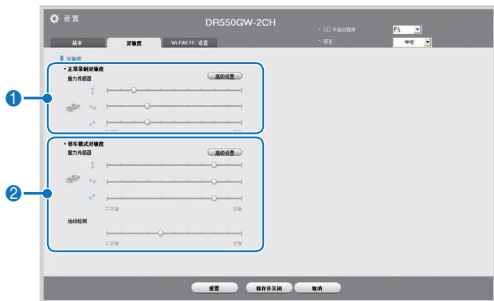 设置
DR550GW-2CH
SD 卡驱动程序 F:\
语言 中文
基本 灵敏度 Wi-Fi&ETC. 设置
灵敏度
• 正常录制灵敏度
重力传感器 高级设置
1
• 停车模式灵敏度
重力传感器 高级设置
2
不灵敏 灵敏
运动检测
不灵敏 灵敏
重置 保存并关闭 取消